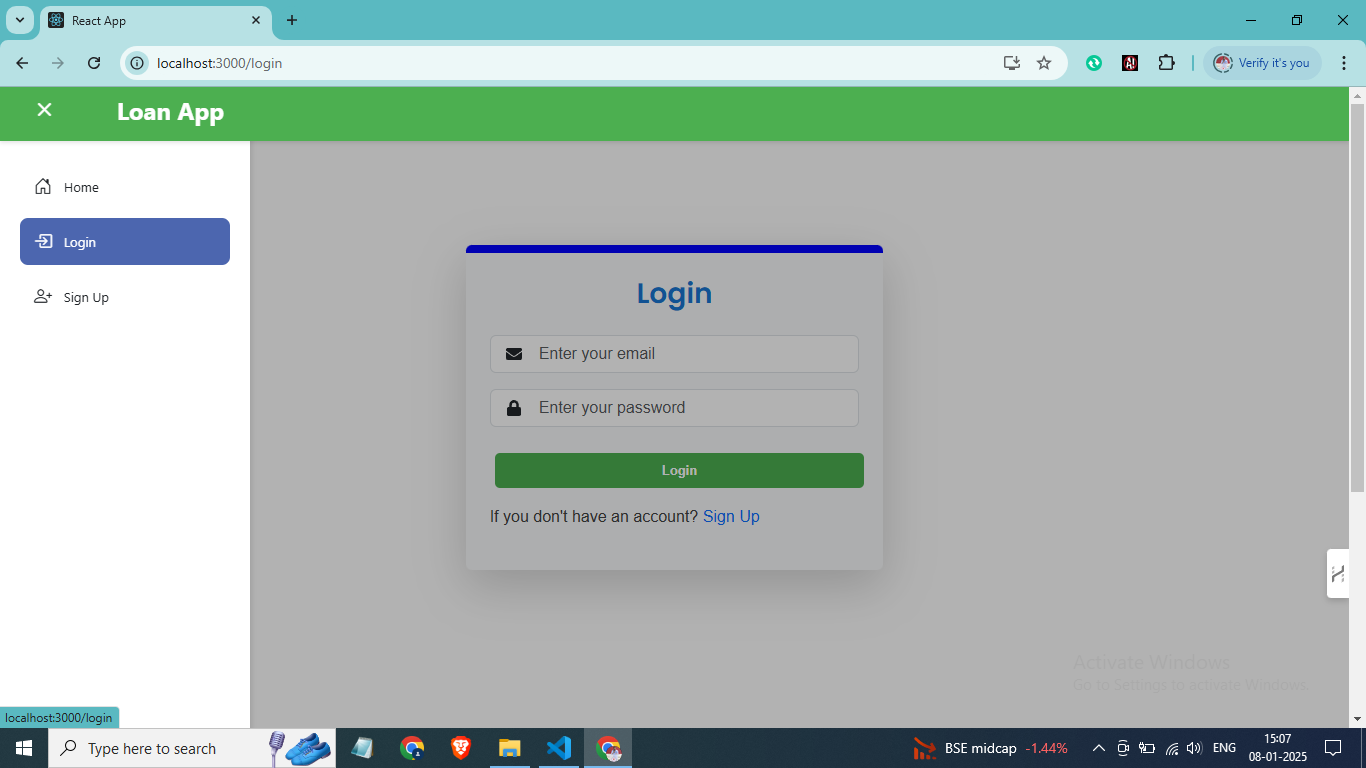 React App
localhost:3000/login
Verify it's you
Loan App
Home
Login
Sign Up
Login
Enter your email
Enter your password
Login
If you don't have an account? Sign Up
Activate Windows
Go to Settings to activate Windows.
localhost:3000/login
Type here to search
BSE midcap -1.44%
ENG
15:07
08-01-2025